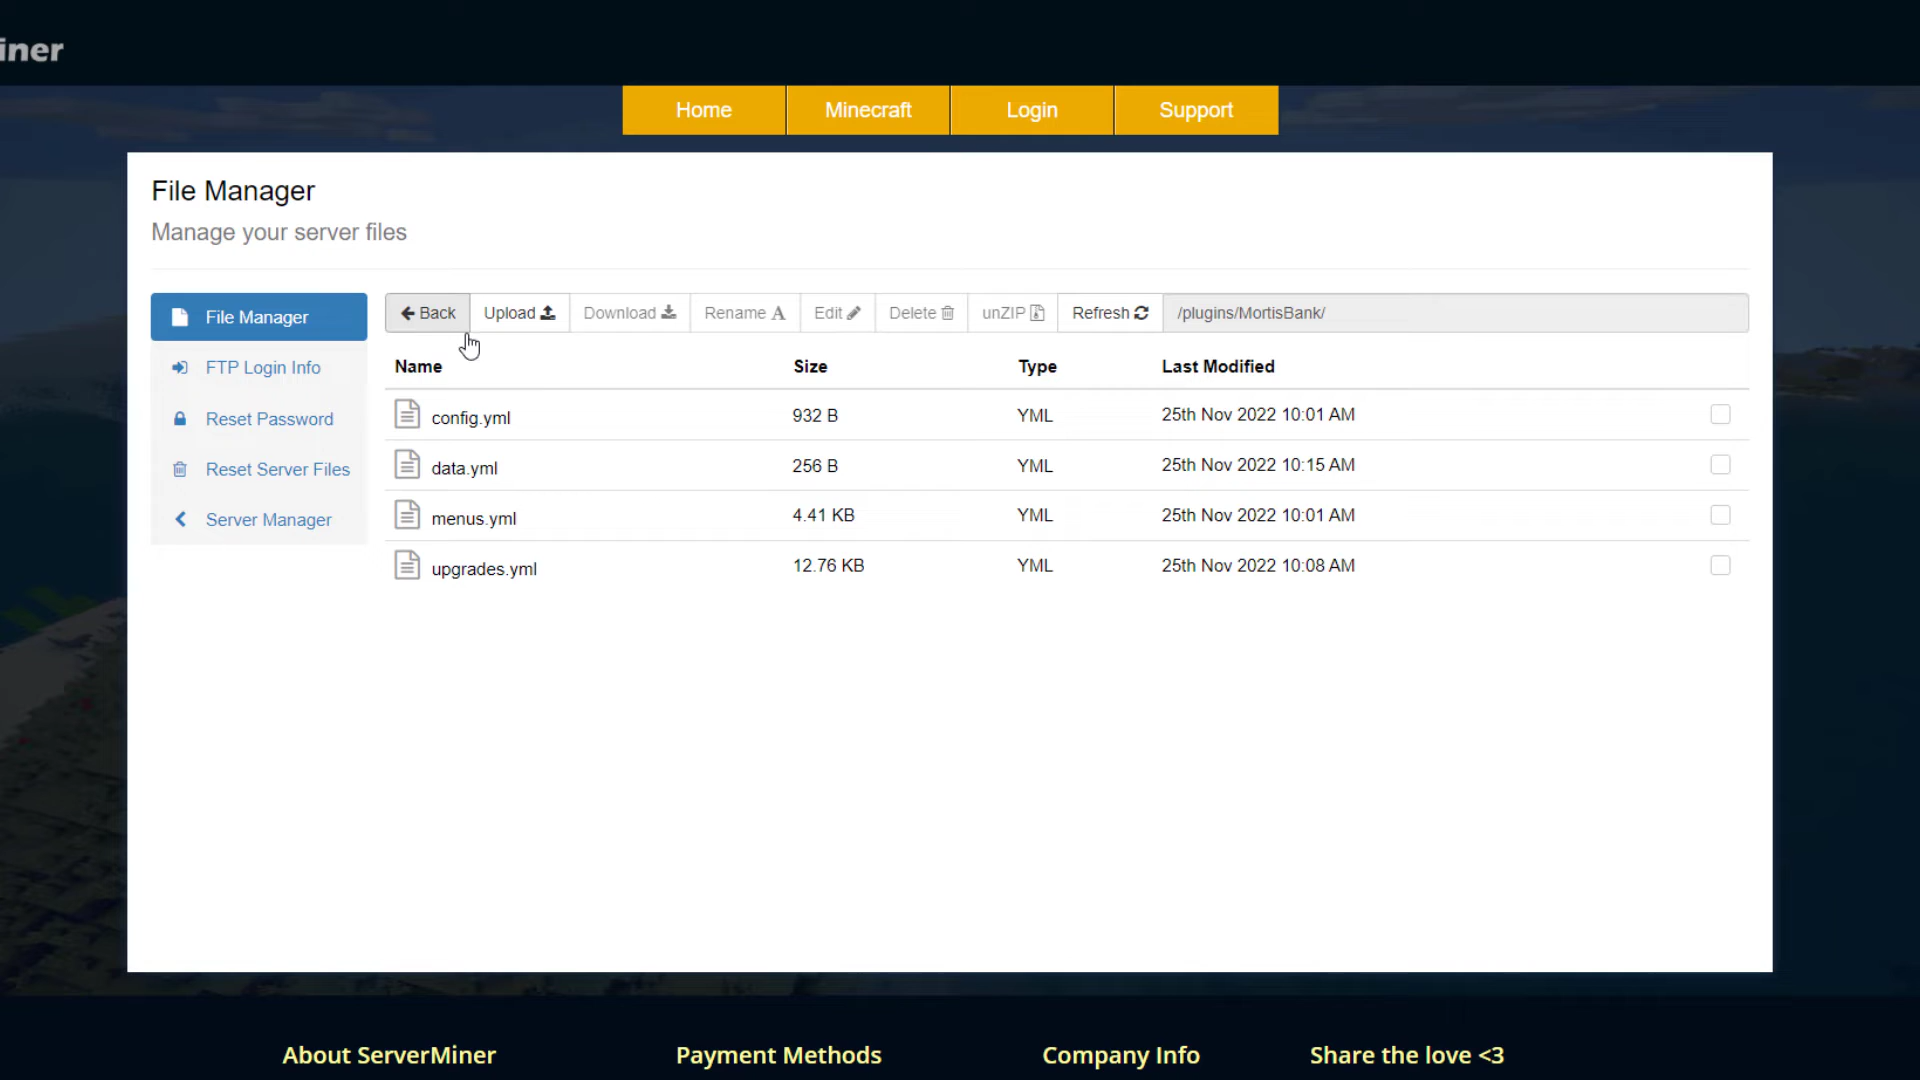 iner
Home Minecraft Login Support
File Manager
Manage your server files
File Manager
FTP Login Info
Reset Password
Reset Server Files
Server Manager
Back Upload Download Rename A Edit Delete unZIP Refresh /plugins/MortisBank/
Name Size Type Last Modified
config.yml 932 B YML 25th Nov 2022 10:01 AM
data.yml 256 B YML 25th Nov 2022 10:15 AM
menus.yml 4.41 KB YML 25th Nov 2022 10:01 AM
upgrades.yml 12.76 KB YML 25th Nov 2022 10:08 AM
About ServerMiner Payment Methods Company Info Share the love <3